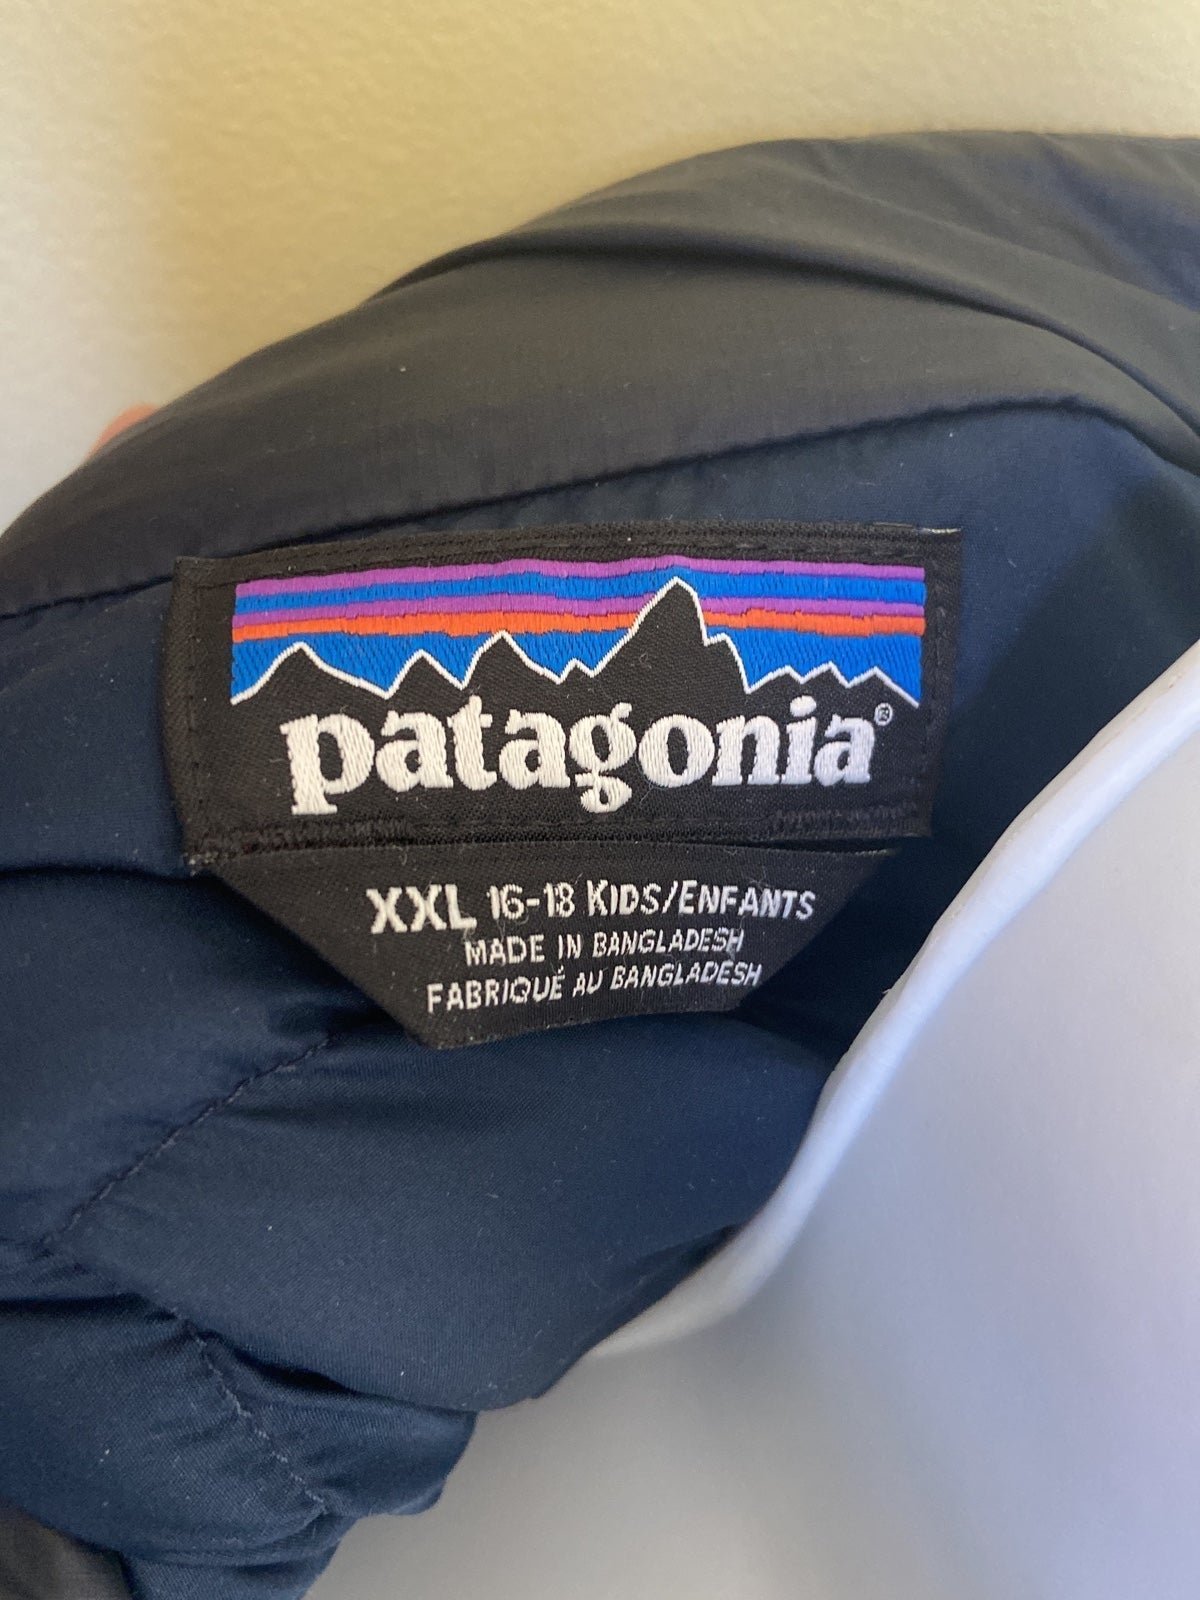 patagonia®
XXL 16-18 KIDS/ENFANTS
MADE IN BANGLADESH
FABRIQUÉ AU BANGLADESH